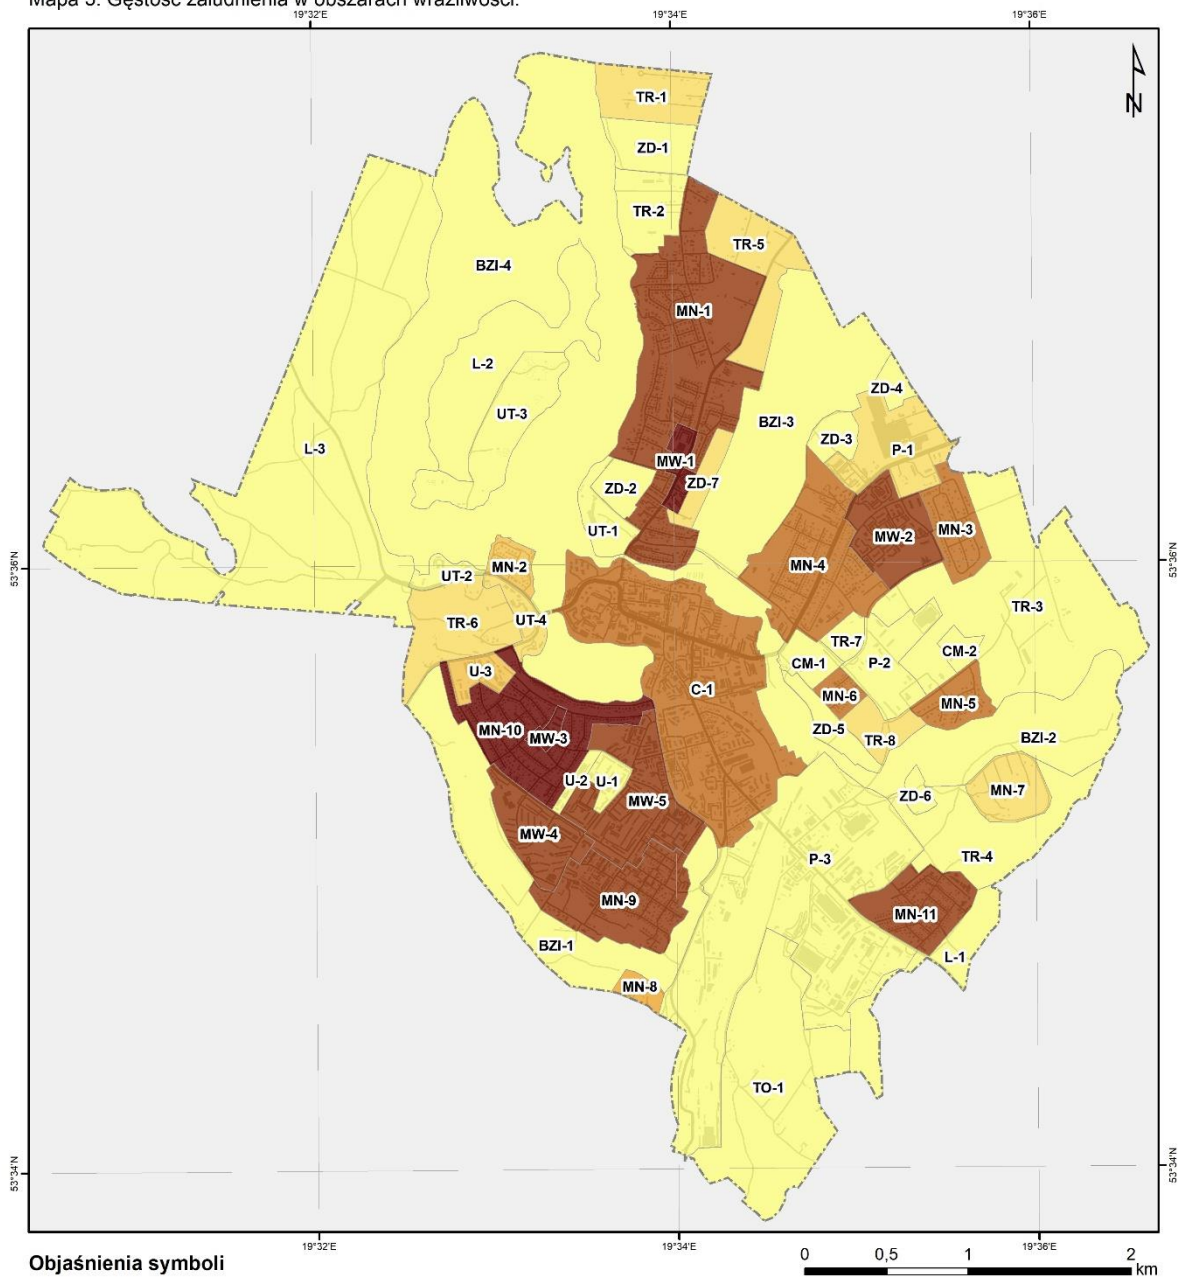 Mapa 5. Gęstość zaludnienia w obszarach wrażliwości.
19°32'E 19°34'E 19°36'E
N
TR-1
ZD-1
TR-2
TR-5
BZI-4
MN-1
L-2
ZD-4
UT-3
BZI-3
ZD-3
L-3
P-1
MW-1
ZD-7
ZD-2
UT-1
MN-3
MW-2
53°36'N 53°36'N
MN-2
MN-4
UT-2
TR-3
UT-4
TR-6
TR-7
CM-2
P-2
CM-1
U-3
C-1
MN-6
MN-5
MN-10
ZD-5
MW-3
TR-8
BZI-2
U-2
U-1
MN-7
ZD-6
MW-5
MW-4
P-3
TR-4
MN-9
MN-11
BZI-1
L-1
MN-8
TO-1
53°34'N 53°34'N
19°32'E 19°34'E 19°36'E
Objaśnienia symboli
0 0,5 1 2
km